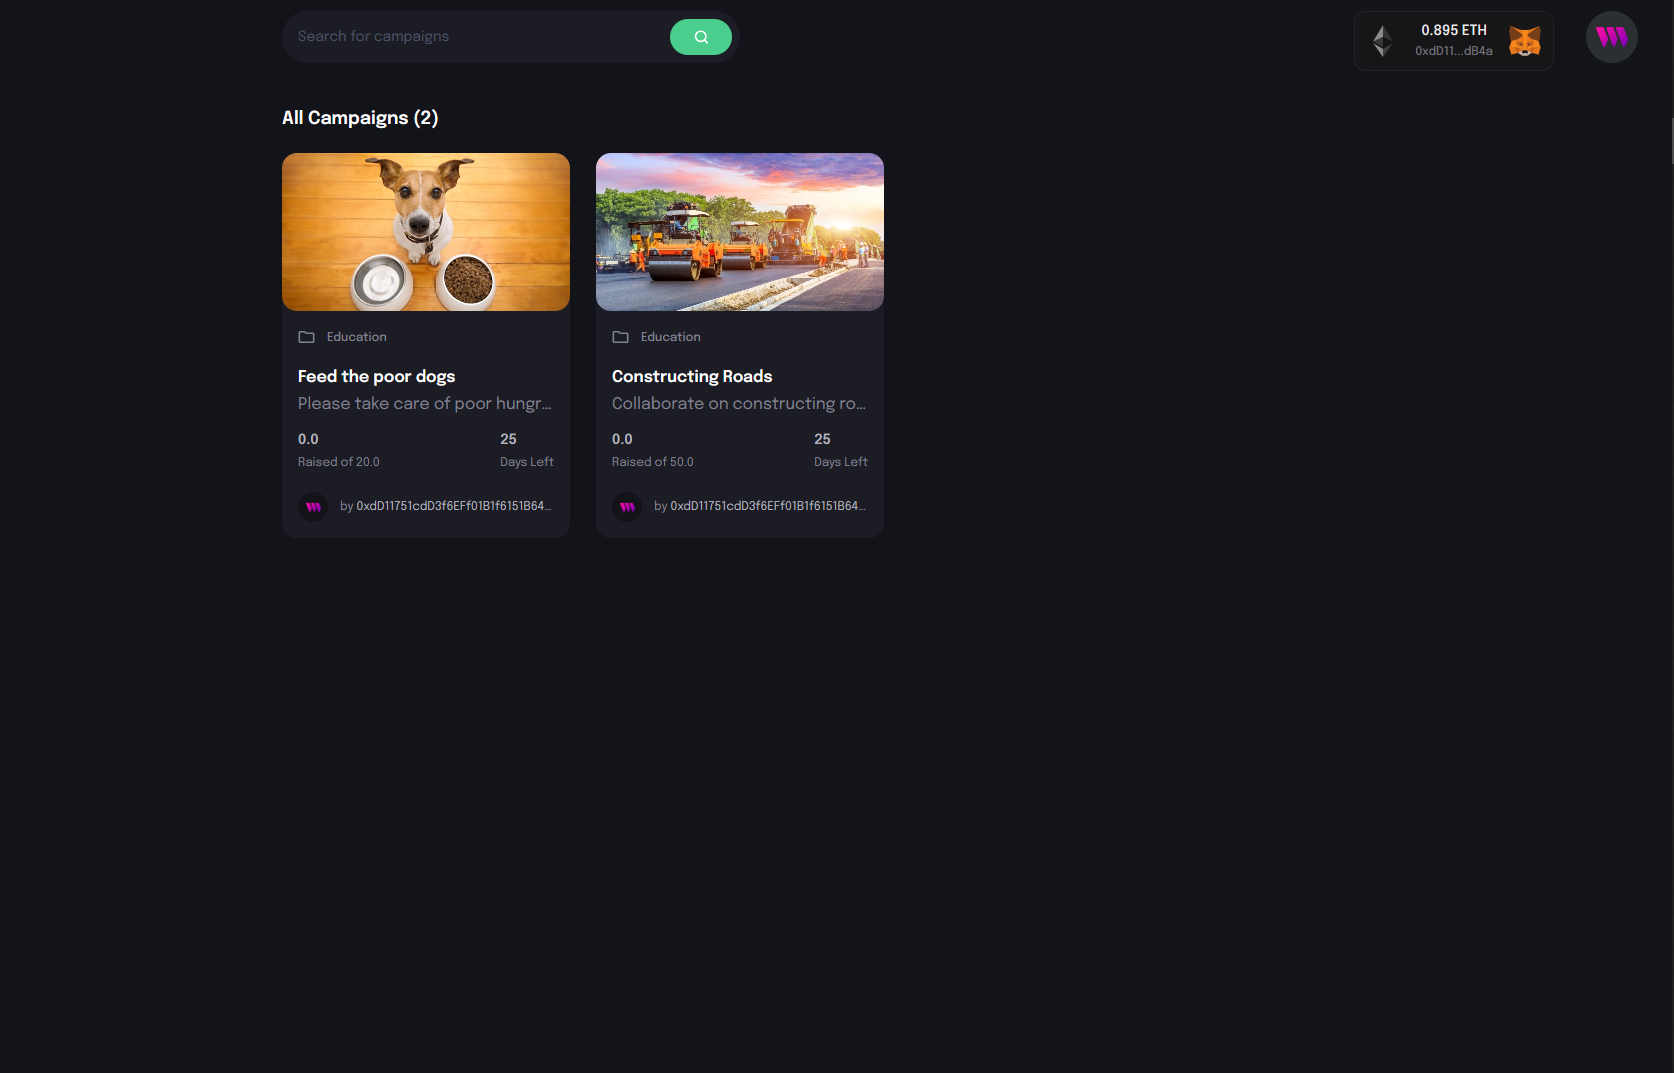 Search for campaigns
0.895 ETH
0xdD11...dB4a
All Campaigns (2)
Education
Feed the poor dogs
Please take care of poor hungr...
0.0
25
Raised of 20.0
Days Left
by 0xdD11751cdD3f6EFf01B1f6151B64...
Education
Constructing Roads
Collaborate on constructing ro...
0.0
25
Raised of 50.0
Days Left
by 0xdD11751cdD3f6EFf01B1f6151B64...